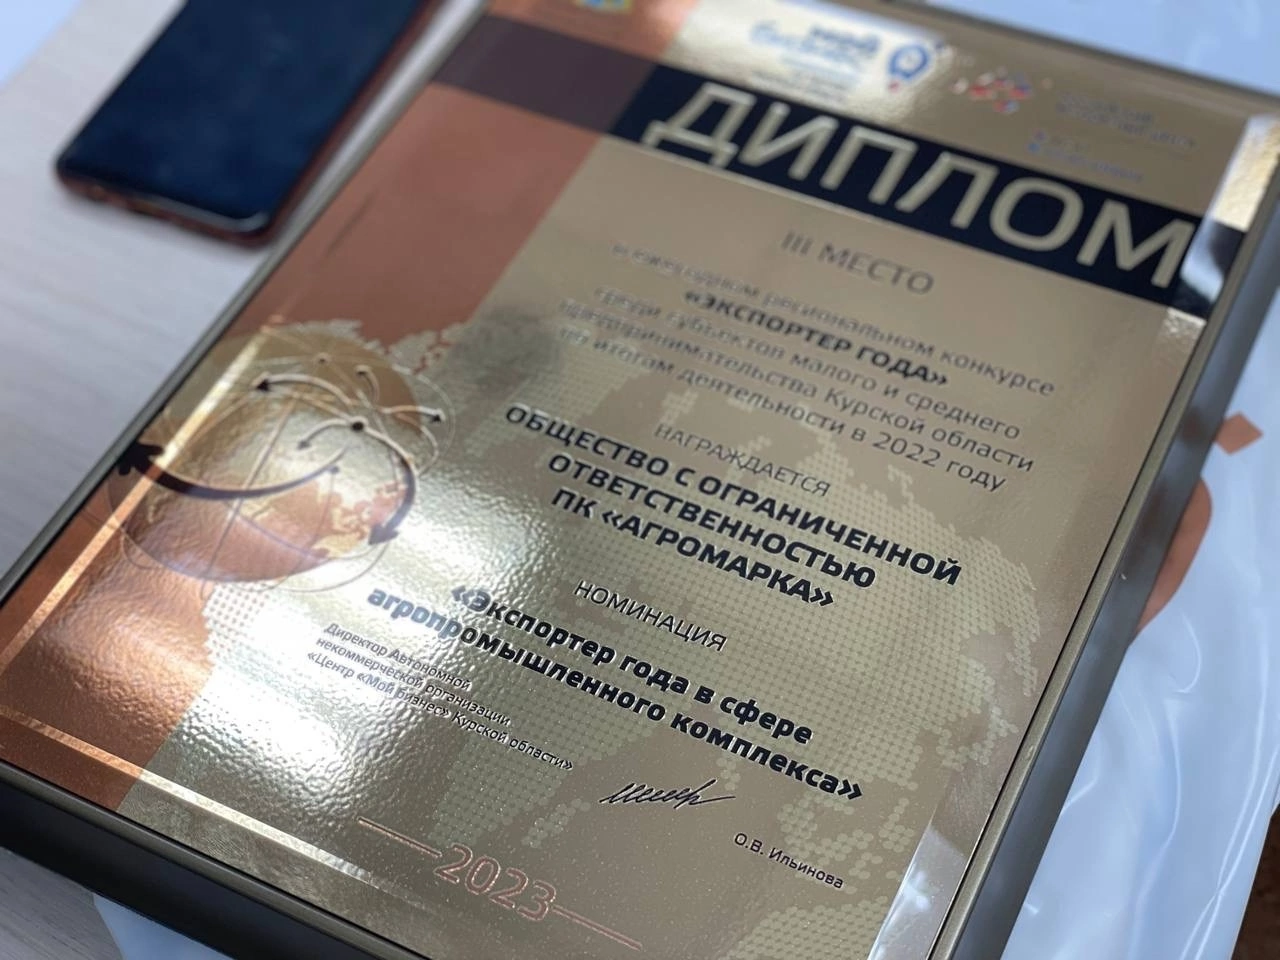 Мой бизнес
ДИПЛОМ
III МЕСТО
в ежегодном региональном конкурсе
«ЭКСПОРТЕР ГОДА»
среди субъектов малого и среднего
предпринимательства Курской области
по итогам деятельности в 2022 году
НАГРАЖДАЕТСЯ
ОБЩЕСТВО С ОГРАНИЧЕННОЙ
ОТВЕТСТВЕННОСТЬЮ
ПК «АГРОМАРКА»
НОМИНАЦИЯ
«Экспортер года в сфере
агропромышленного комплекса»
Директор Автономной
некоммерческой организации
«Центр «Мой бизнес» Курской области»
О.В. Ильинова
2023